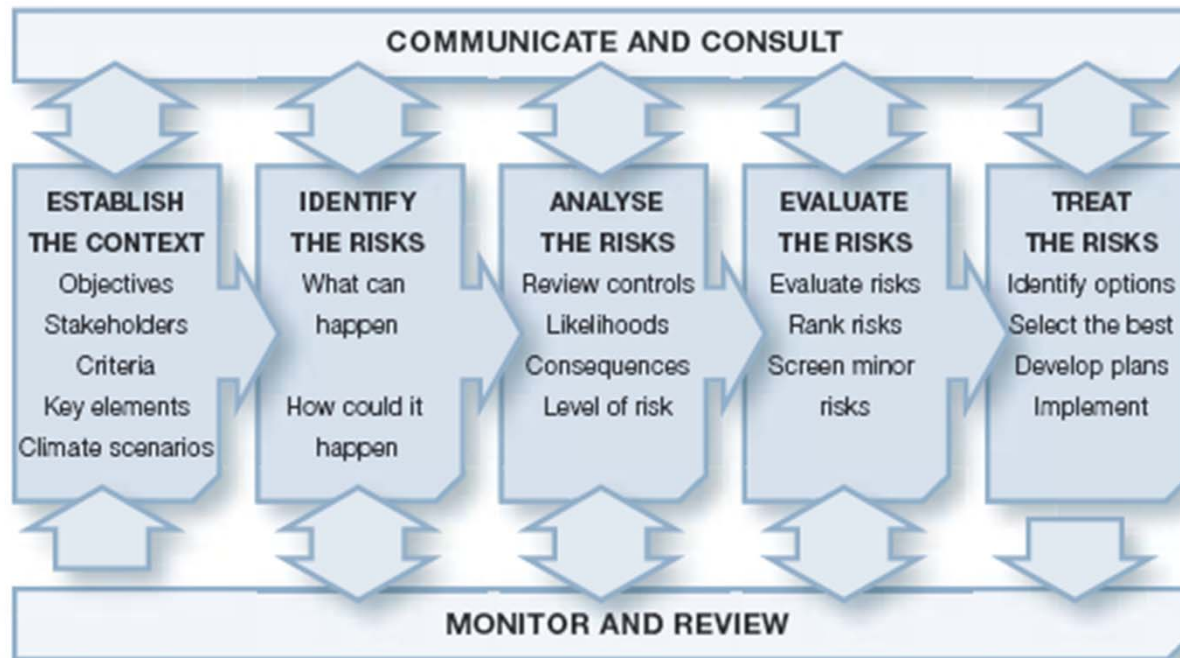 COMMUNICATE AND CONSULT
ESTABLISH
THE CONTEXT
Objectives
Stakeholders
Criteria
Key elements
Climate scenarios
IDENTIFY
THE RISKS
What can
happen
How could it
happen
ANALYSE
THE RISKS
Review controls
Likelihoods
Consequences
Level of risk
EVALUATE
THE RISKS
Evaluate risks
Rank risks
Screen minor
risks
TREAT
THE RISKS
Identify options
Select the best
Develop plans
Implement
MONITOR AND REVIEW